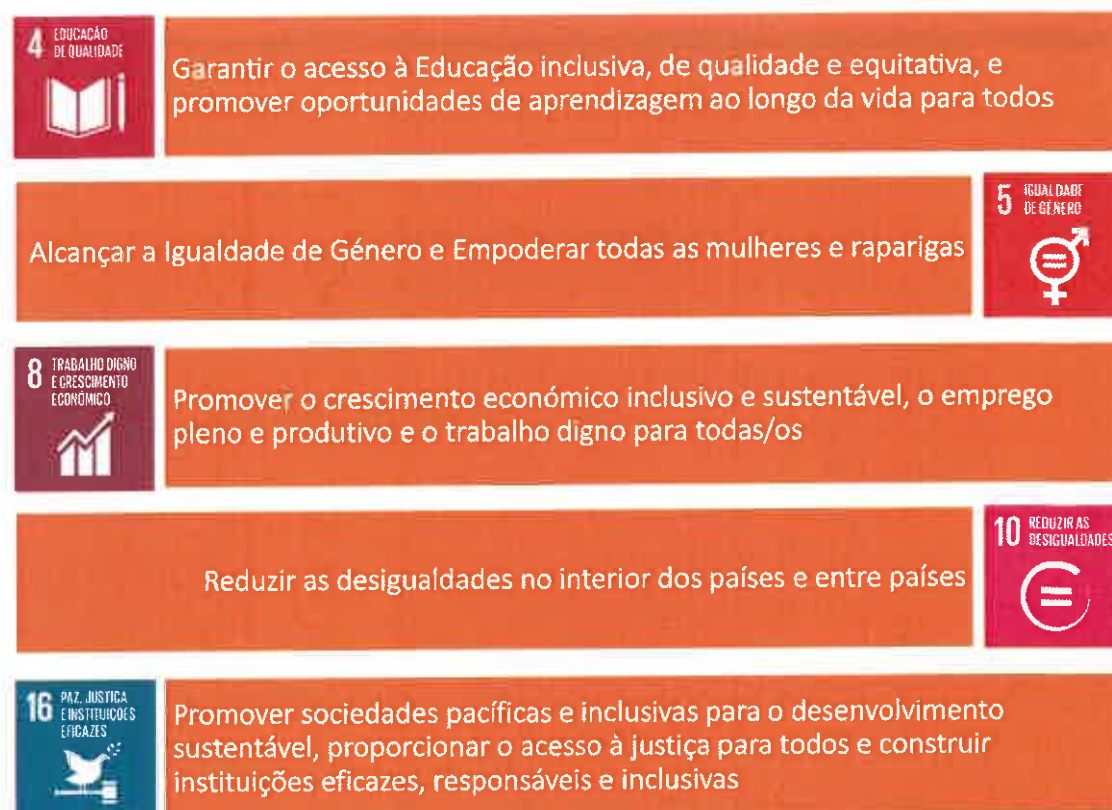 4 EDUCAÇÃO
DE QUALIDADE
Garantir o acesso à Educação inclusiva, de qualidade e equitativa, e
promover oportunidades de aprendizagem ao longo da vida para todos
5 IGUALDADE
DE GÉNERO
Alcançar a Igualdade de Género e Empoderar todas as mulheres e raparigas
8 TRABALHO DIGNO
E CRESCIMENTO
ECONÓMICO
Promover o crescimento económico inclusivo e sustentável, o emprego
pleno e produtivo e o trabalho digno para todas/os
10 REDUZIR AS
DESIGUALDADES
Reduzir as desigualdades no interior dos países e entre países
16 PAZ, JUSTIÇA
E INSTITUIÇÕES
EFICAZES
Promover sociedades pacíficas e inclusivas para o desenvolvimento
sustentável, proporcionar o acesso à justiça para todos e construir
instituições eficazes, responsáveis e inclusivas